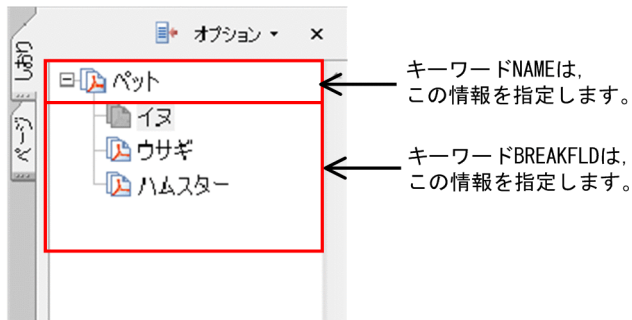 オプション
しおり
ページ
ペット
イヌ
ウサギ
ハムスター
キーワードNAMEは,
この情報を指定します。
キーワードBREAKFLDは,
この情報を指定します。